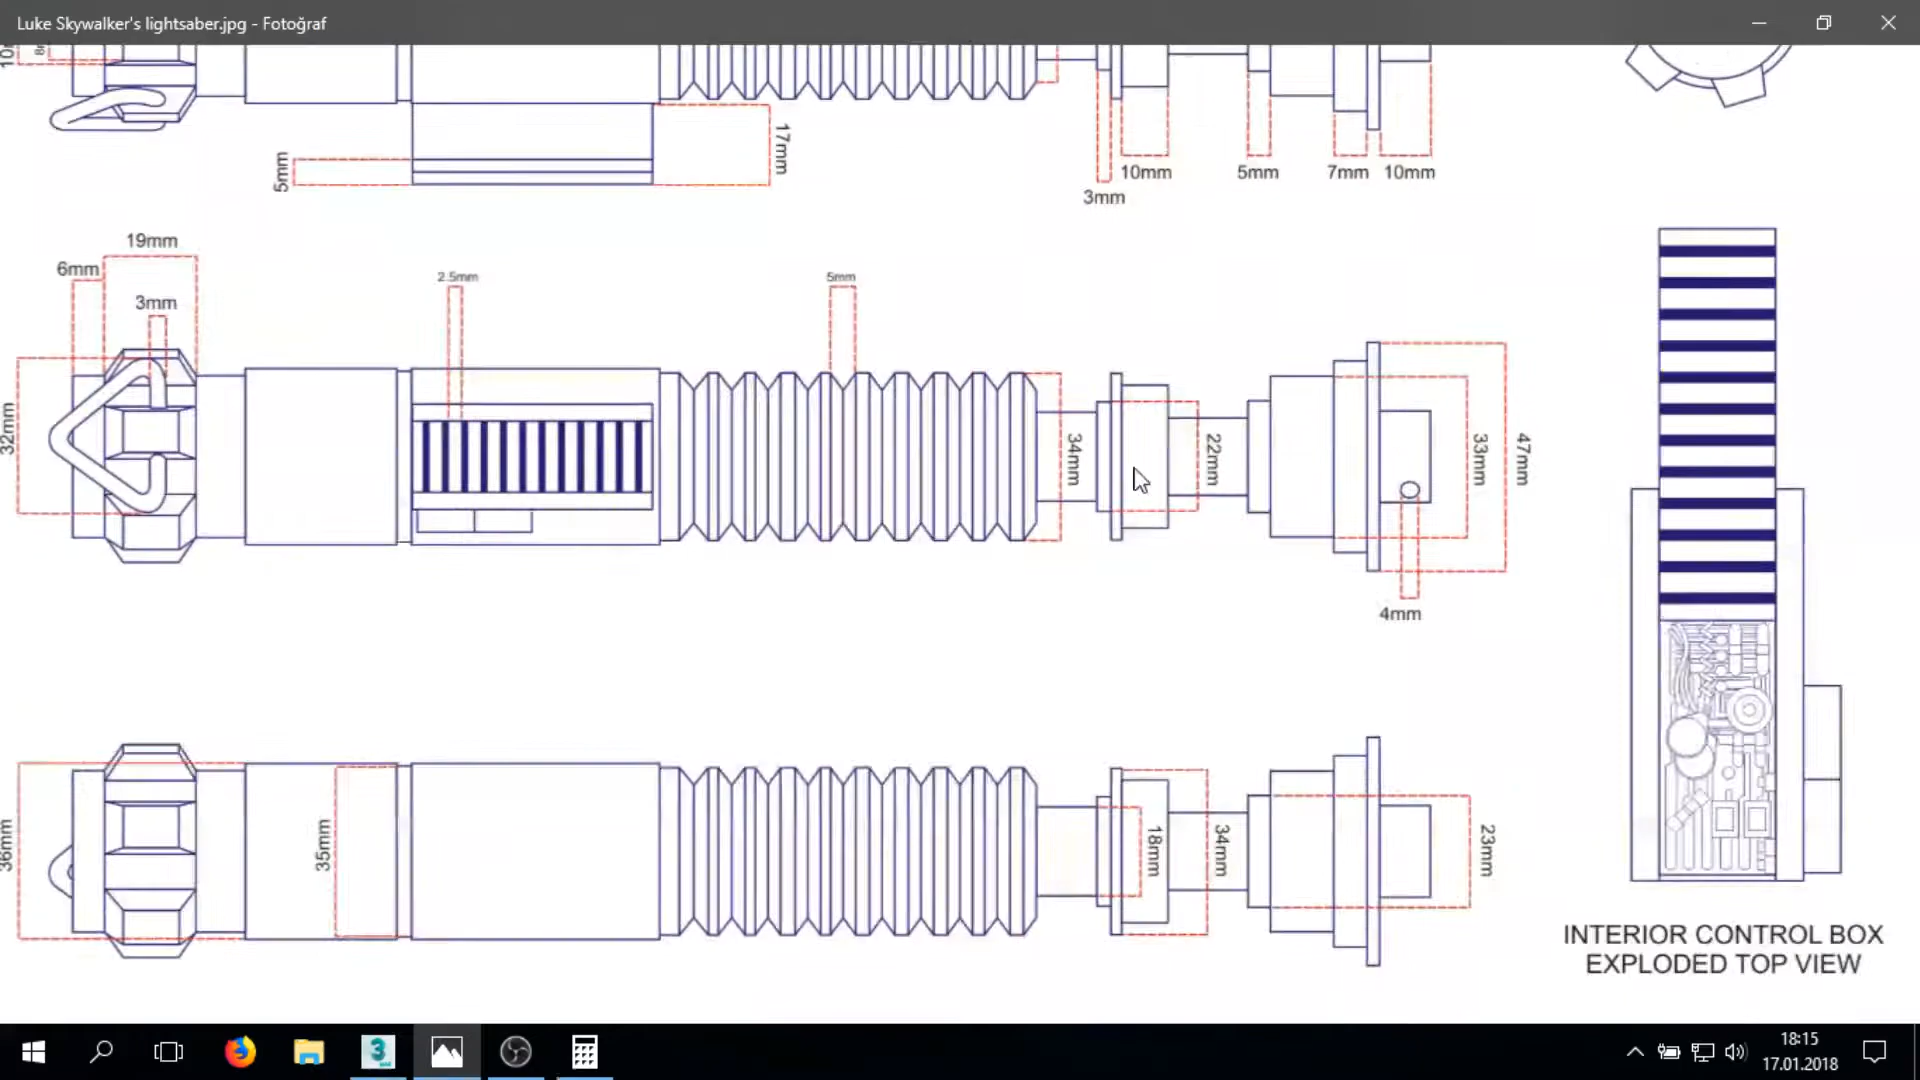 Luke Skywalker's lightsaber.jpg - Fotoğraf
5mm
17mm
10mm
5mm
7mm
10mm
3mm
19mm
6mm
3mm
2.5mm
5mm
32mm
34mm
22mm
33mm
47mm
4mm
36mm
35mm
18mm
34mm
23mm
INTERIOR CONTROL BOX
EXPLODED TOP VIEW
3
18:15
17.01.2018